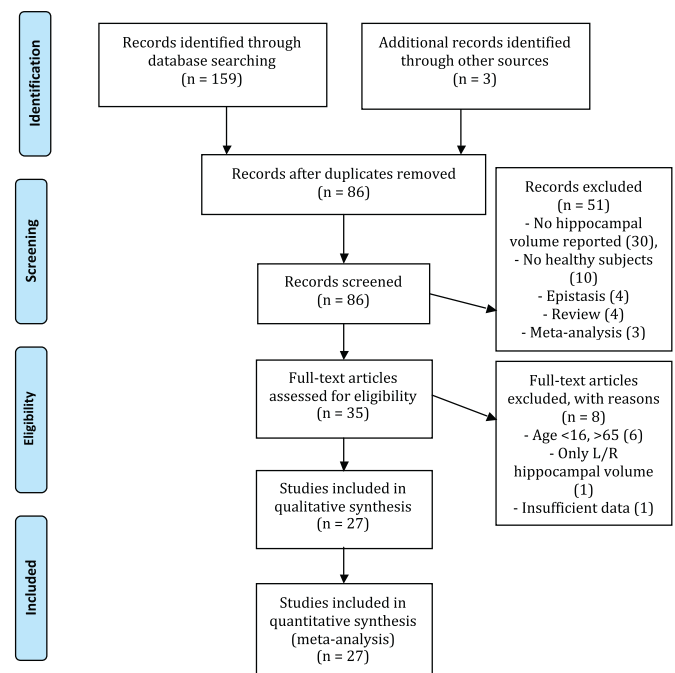 Identification
Records identified through
database searching
(n = 159)
Additional records identified
through other sources
(n = 3)
Records after duplicates removed
(n = 86)
Screening
Records screened
(n = 86)
Records excluded
(n = 51)
- No hippocampal
volume reported (30),
- No healthy subjects
(10)
- Epistasis (4)
- Review (4)
- Meta-analysis (3)
Eligibility
Full-text articles
assessed for eligibility
(n = 35)
Full-text articles
excluded, with reasons
(n = 8)
- Age <16, >65 (6)
- Only L/R
hippocampal volume
(1)
- Insufficient data (1)
Studies included in
qualitative synthesis
(n = 27)
Included
Studies included in
quantitative synthesis
(meta-analysis)
(n = 27)